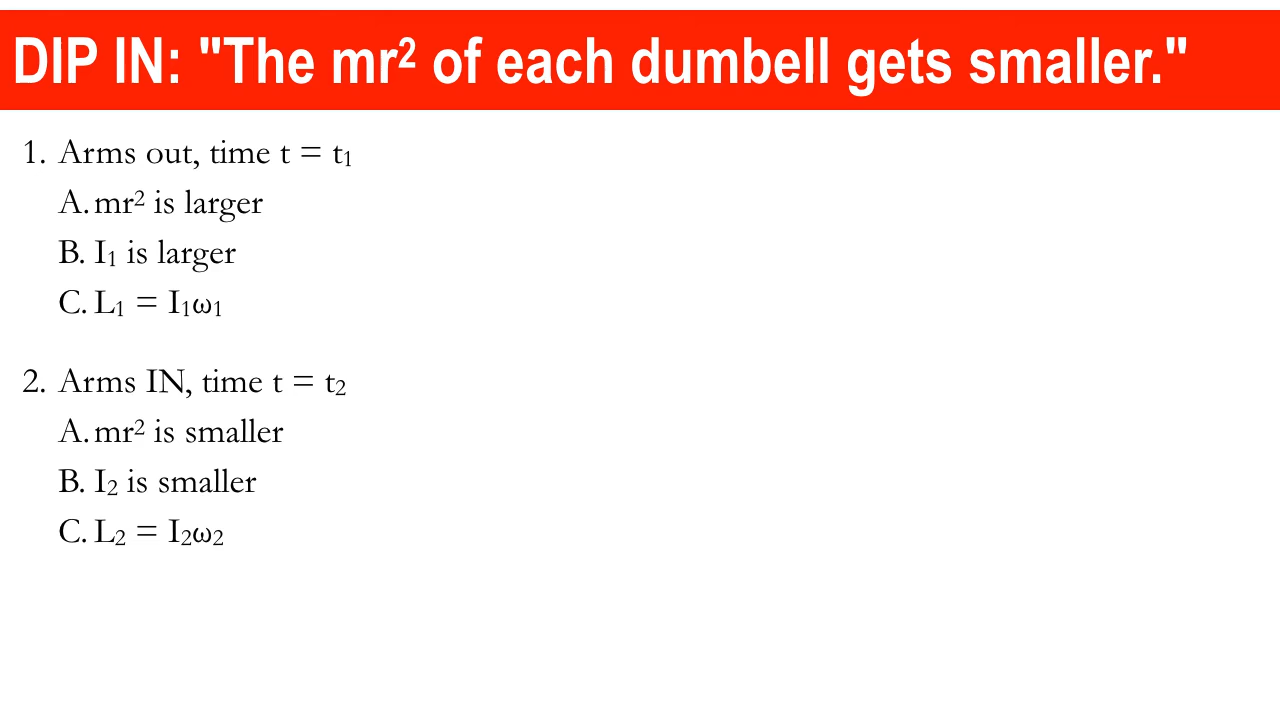 DIP IN: "The mr² of each dumbell gets smaller."
1. Arms out, time t = t₁
A. mr² is larger
B. I₁ is larger
C. L₁ = I₁ω₁
2. Arms IN, time t = t₂
A. mr² is smaller
B. I₂ is smaller
C. L₂ = I₂ω₂